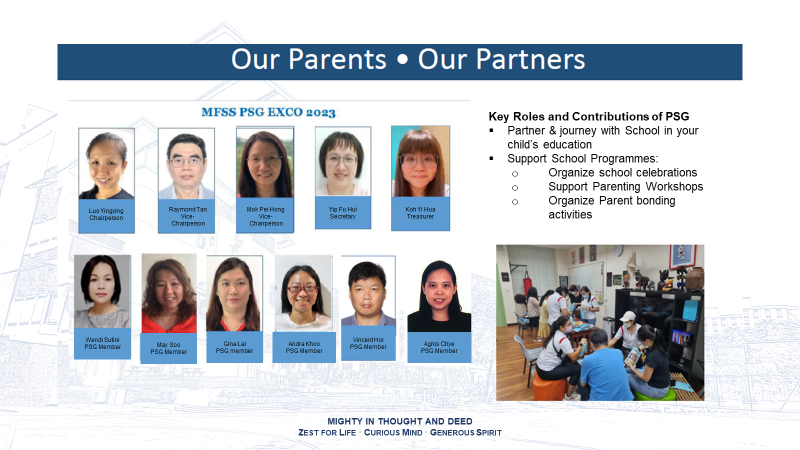 Our Parents • Our Partners
MFSS PSG EXCO 2023
Luo Yingying
Chairperson
Raymond Tan
Vice-
Chairperson
Mok Pei Hong
Vice-
Chairperson
Yip Fu Hui
Secretary
Koh Yi Hua
Treasurer
Wendi Sutini
PSG Member
May Soo
PSG Member
Gina Lai
PSG member
Andra Khoo
PSG Member
Vincent Hor
PSG Member
Agnis Chye
PSG Member
Key Roles and Contributions of PSG
▪ Partner & journey with School in your
child's education
▪ Support School Programmes:
o Organize school celebrations
o Support Parenting Workshops
o Organize Parent bonding
activities
MIGHTY IN THOUGHT AND DEED
ZEST FOR LIFE · CURIOUS MIND · GENEROUS SPIRIT